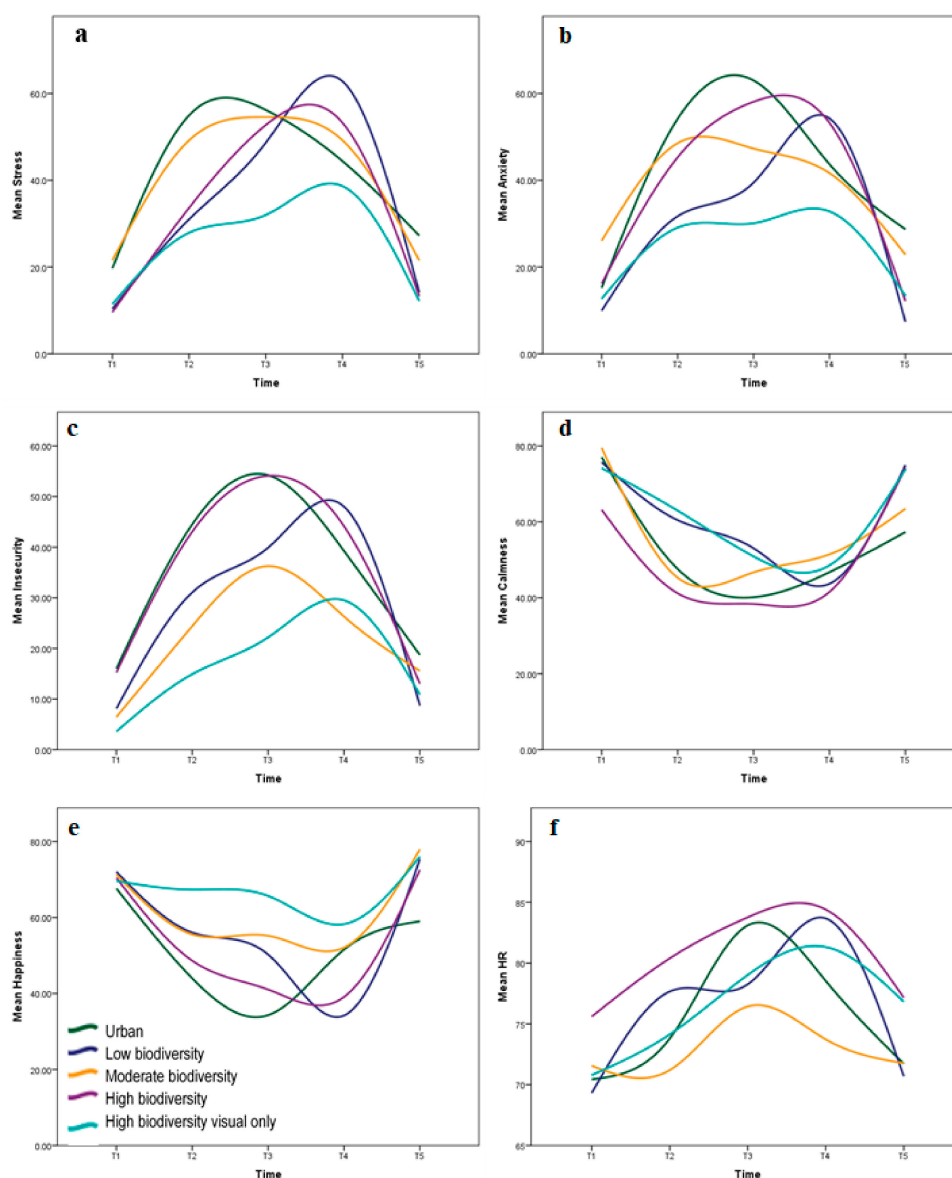 a
Mean Stress
60.0
40.0
20.0
0.0
T1 T2 T3 T4 T5
Time
b
Mean Anxiety
60.0
40.0
20.0
0.0
T1 T2 T3 T4 T5
Time
c
Mean Insecurity
60.00
50.00
40.00
30.00
20.00
10.00
0.00
T1 T2 T3 T4 T5
Time
d
Mean Calmness
80.00
60.00
40.00
20.00
0.00
T1 T2 T3 T4 T5
Time
e
Mean Happiness
80.00
60.00
40.00
20.00
0.00
Urban
Low biodiversity
Moderate biodiversity
High biodiversity
High biodiversity visual only
T1 T2 T3 T4 T5
Time
f
Mean HR
90
85
80
75
70
65
T1 T2 T3 T4 T5
Time